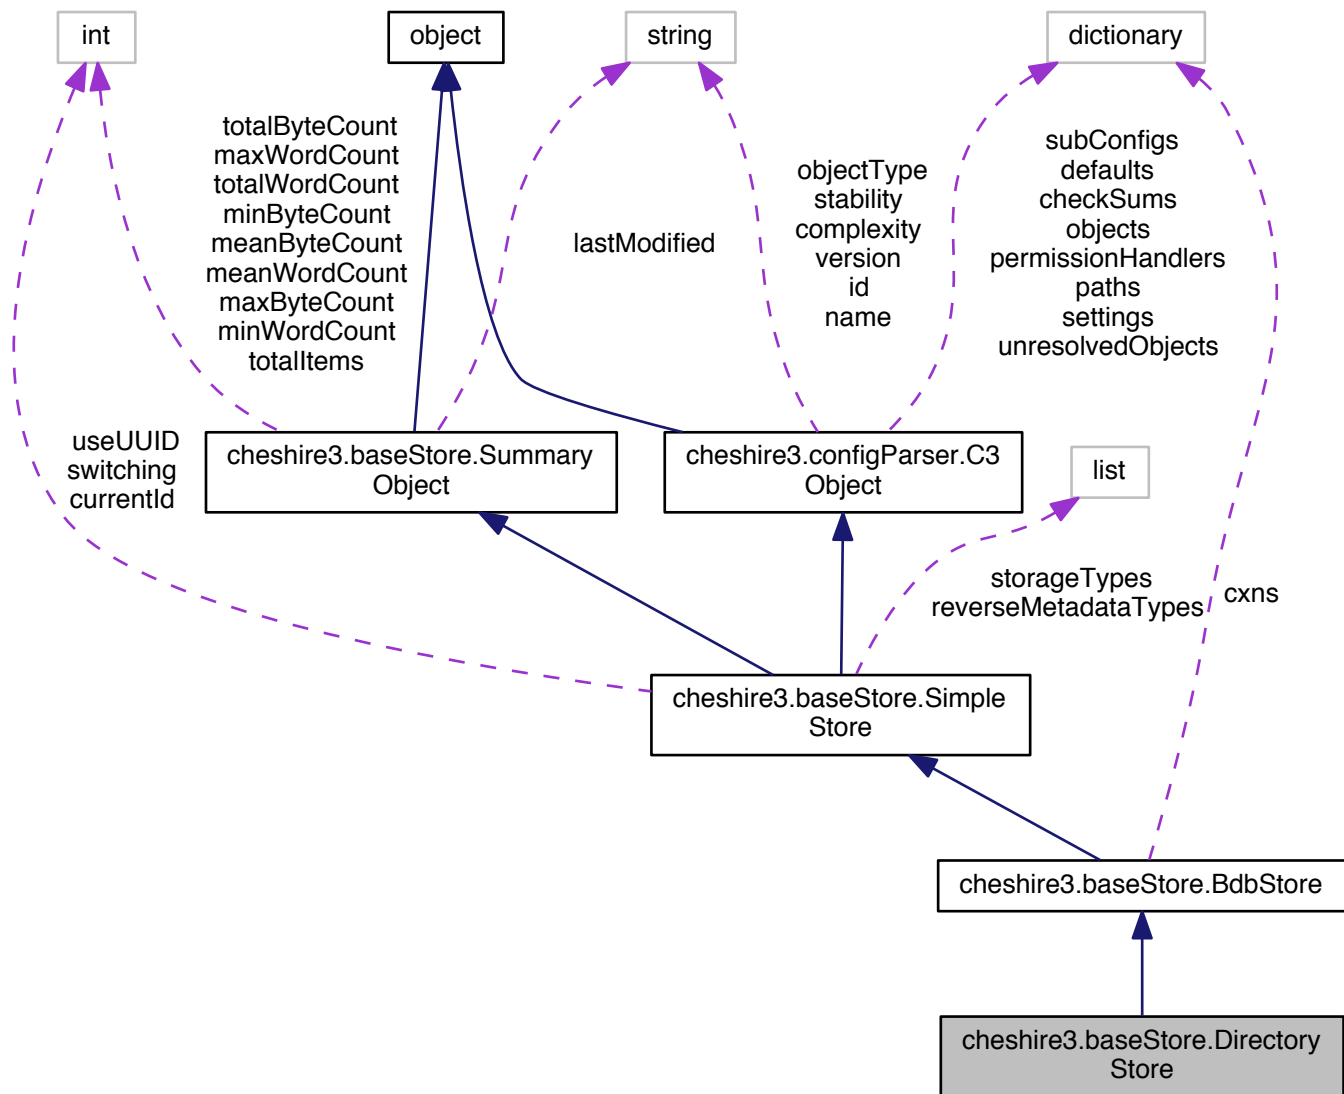 int
object
string
dictionary
totalByteCount
maxWordCount
totalWordCount
minByteCount
meanByteCount
meanWordCount
maxByteCount
minWordCount
totalItems
lastModified
objectType
stability
complexity
version
id
name
subConfigs
defaults
checkSums
objects
permissionHandlers
paths
settings
unresolvedObjects
useUUID
switching
currentId
cheshire3.baseStore.Summary
Object
cheshire3.configParser.C3
Object
list
storageTypes
reverseMetadataTypes
cxns
cheshire3.baseStore.Simple
Store
cheshire3.baseStore.BdbStore
cheshire3.baseStore.Directory
Store